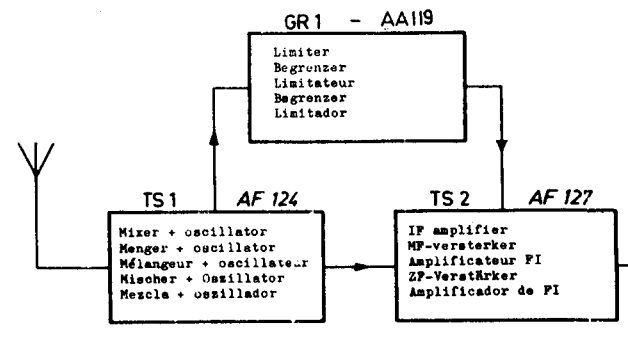 GR 1 - AA119
Limiter
Begrenzer
Limitateur
Begrenzer
Limitador
TS 1 AF 124
Mixer + oscillator
Menger + oscillator
Mélangeur + oscillateur
Mischer + Oszillator
Mezcla + oszillador
TS 2 AF 127
IF amplifier
MF-versterker
Amplificateur FI
ZF-Verstärker
Amplificador de FI